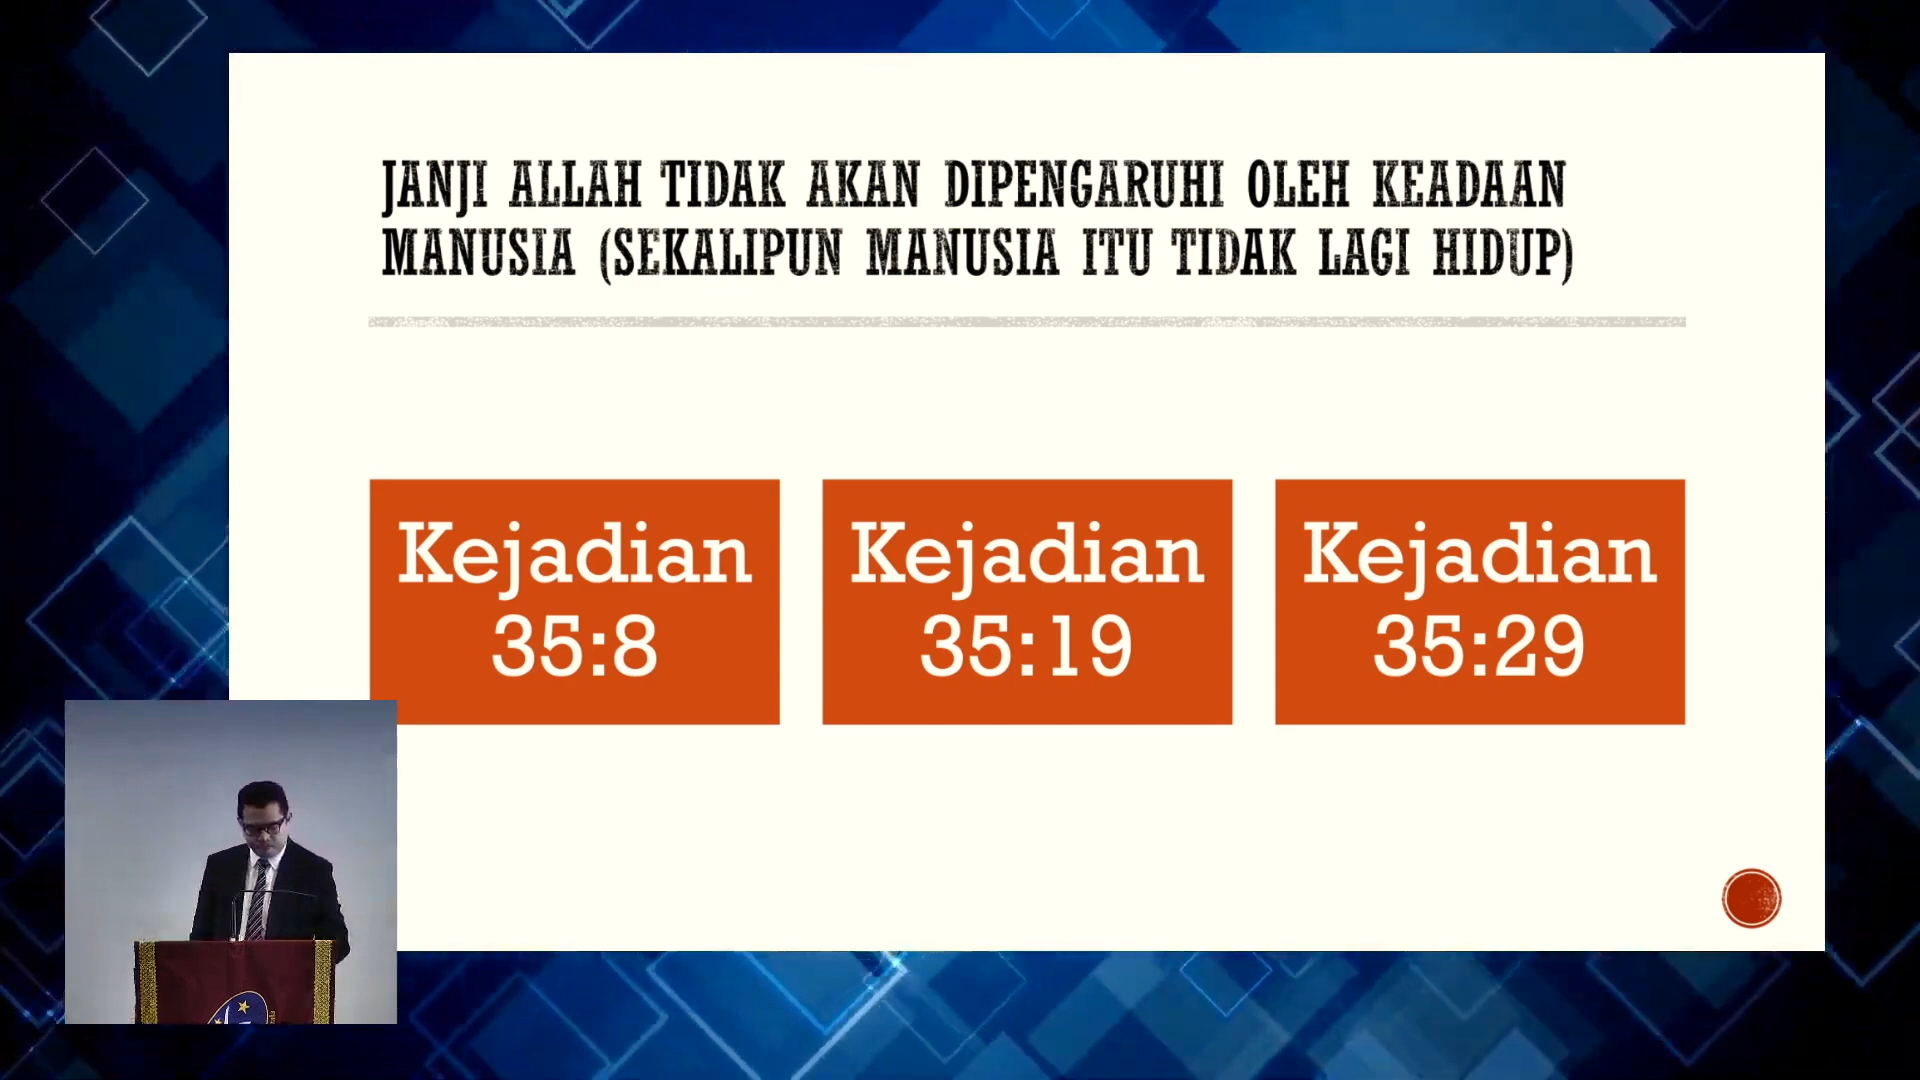 JANJI ALLAH TIDAK AKAN DIPENGARUHI OLEH KEADAAN
MANUSIA (SEKALIPUN MANUSIA ITU TIDAK LAGI HIDUP)
Kejadian
35:8
Kejadian
35:19
Kejadian
35:29